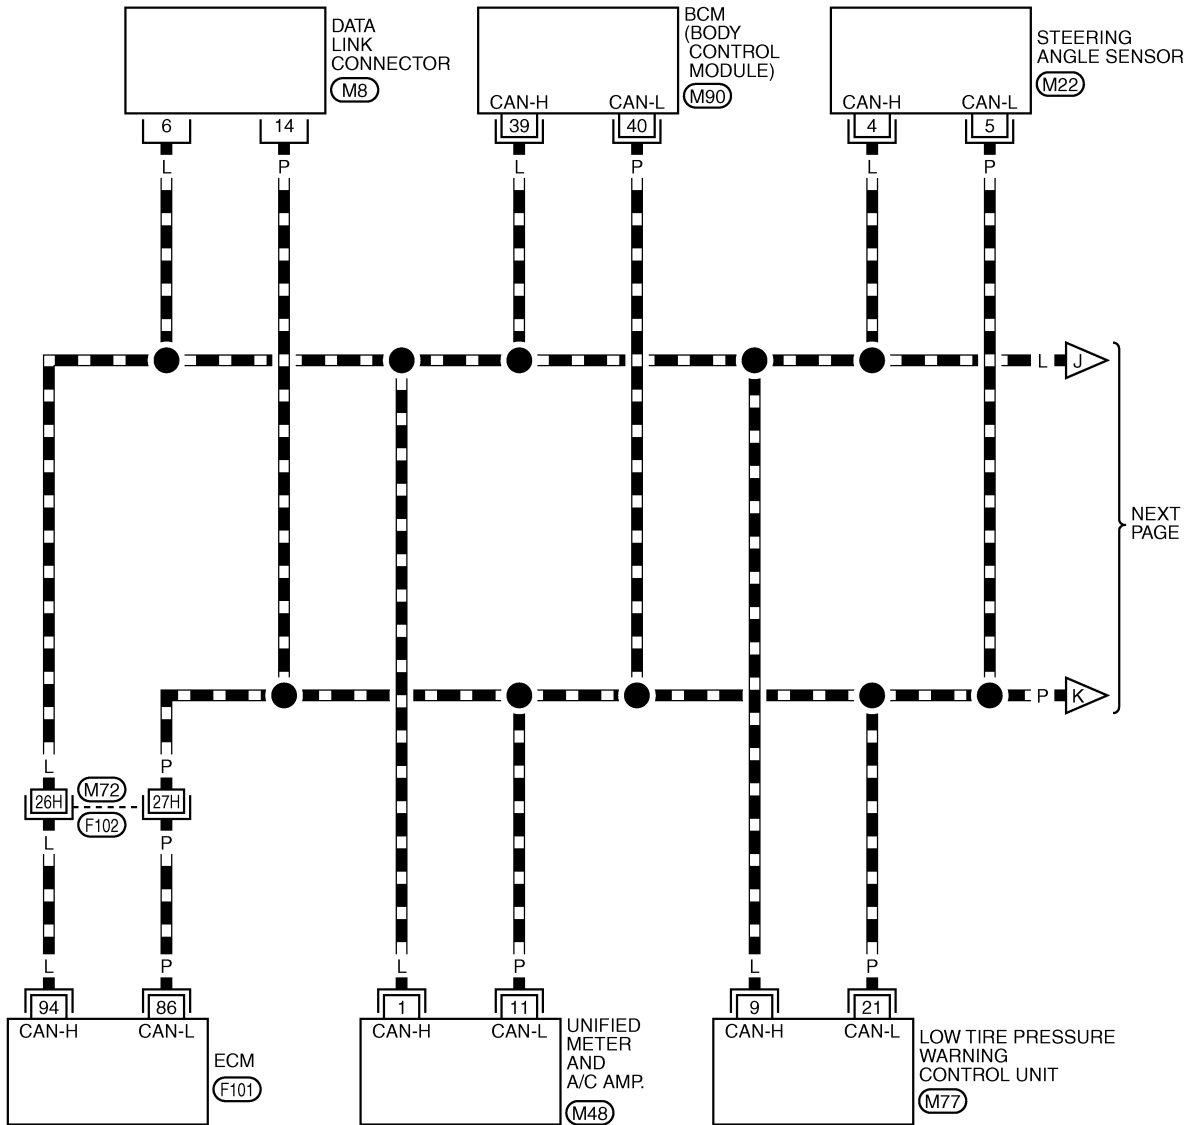 DATA
LINK
CONNECTOR
M8
BCM
(BODY
CONTROL
MODULE)
M90
STEERING
ANGLE SENSOR
M22
CAN-H
CAN-L
CAN-H
CAN-L
6
14
39
40
4
5
L
P
L
P
L
P
L
J
NEXT
PAGE
P
K
L
P
26H
M72
F102
27H
L
P
L
P
L
P
L
P
94
86
1
11
9
21
CAN-H
CAN-L
CAN-H
CAN-L
CAN-H
CAN-L
ECM
F101
UNIFIED
METER
AND
A/C AMP.
M48
LOW TIRE PRESSURE
WARNING
CONTROL UNIT
M77